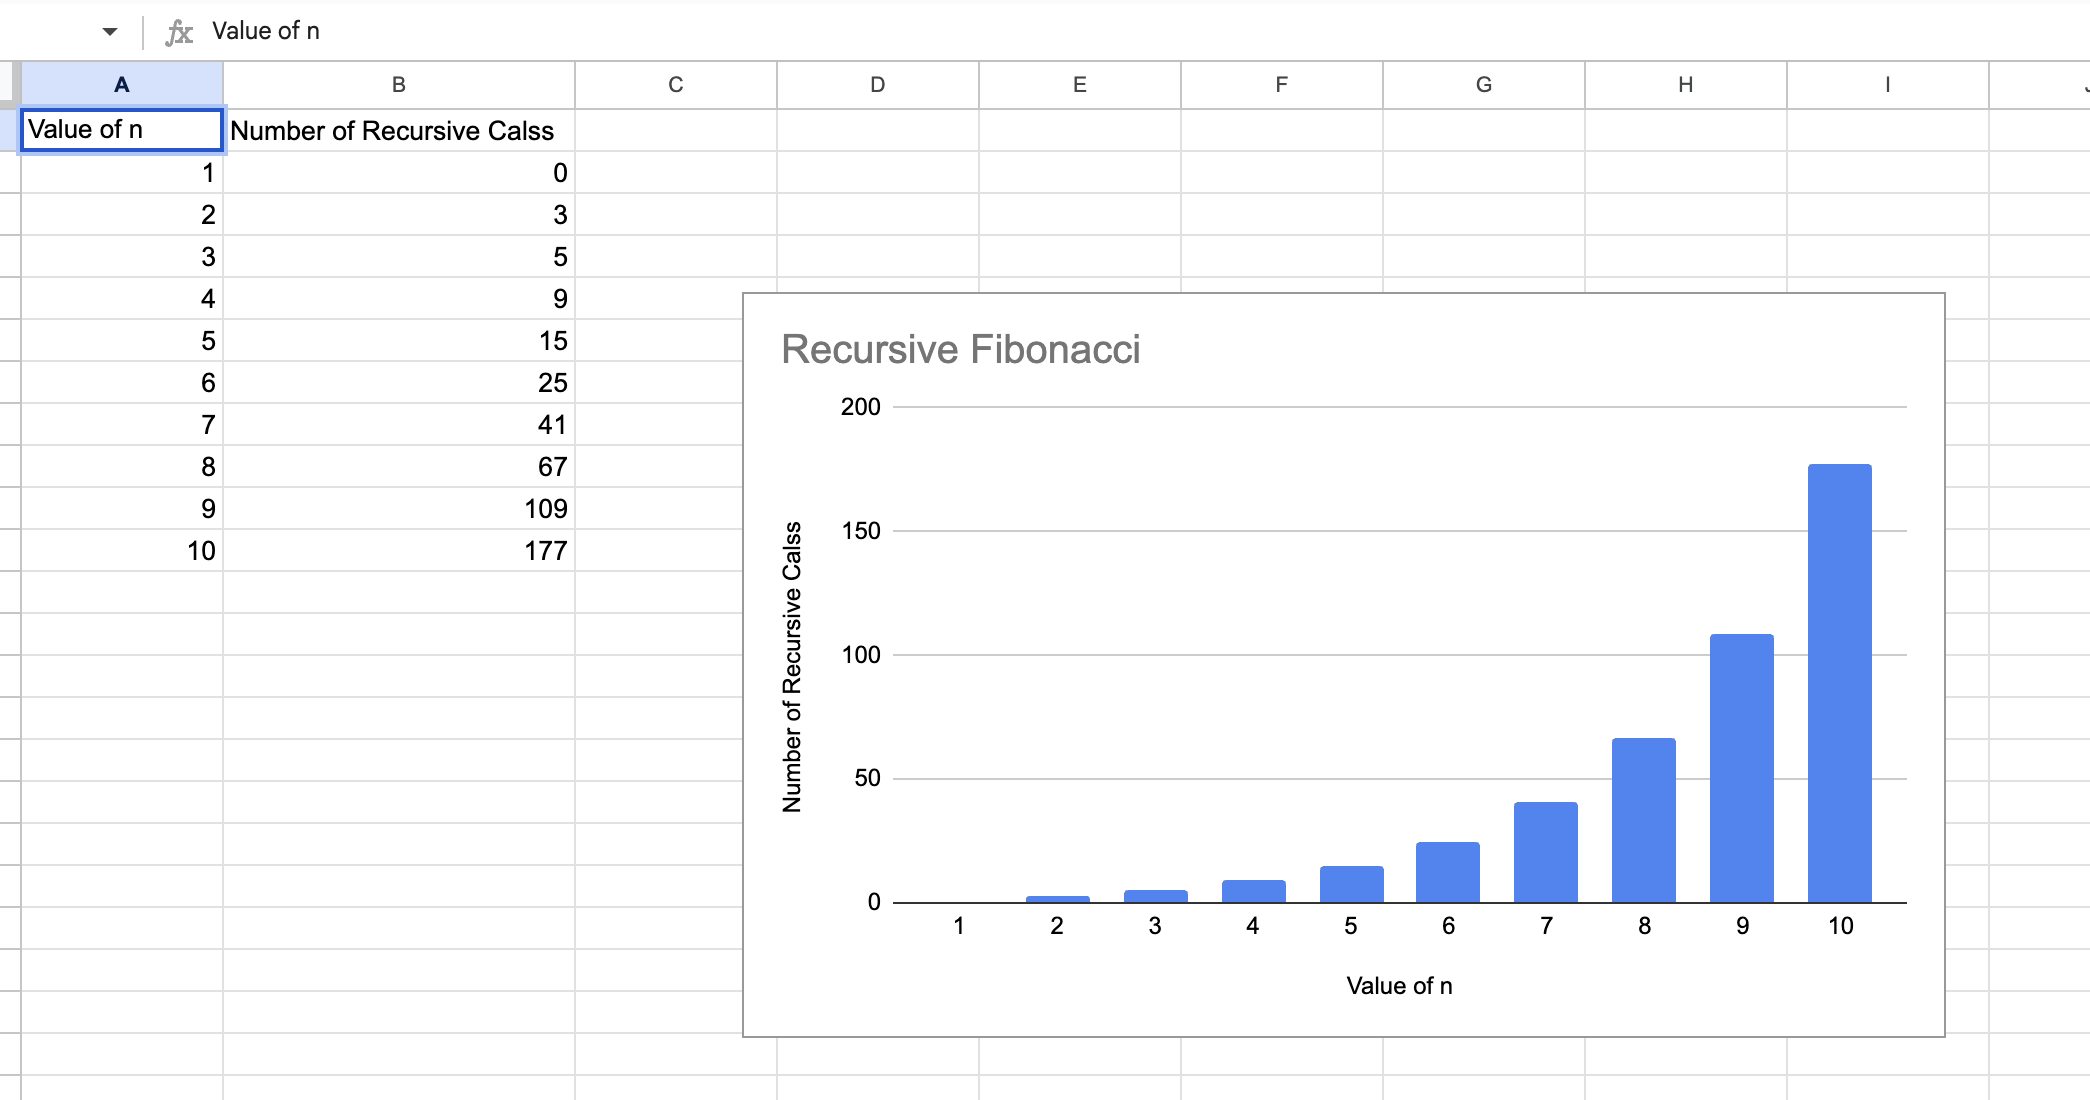 fx Value of n
A B C D E F G H I
Value of n Number of Recursive Calss
1 0
2 3
3 5
4 9
5 15
6 25
7 41
8 67
9 109
10 177
Recursive Fibonacci
200
150
100
50
0
Number of Recursive Calss
1 2 3 4 5 6 7 8 9 10
Value of n